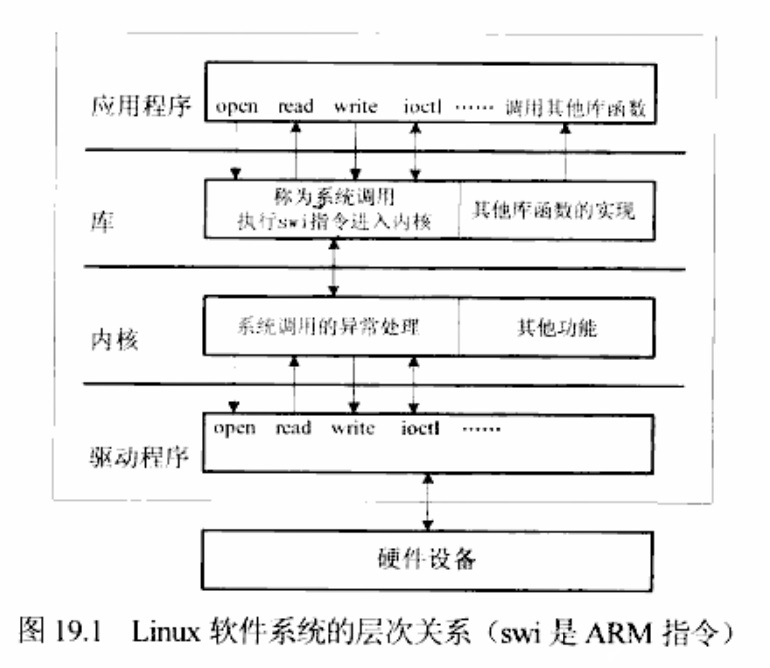 应用程序
open read write ioctl …… 调用其他库函数
库
称为系统调用
执行swi指令进入内核
其他库函数的实现
内核
系统调用的异常处理
其他功能
驱动程序
open read write ioctl ……
硬件设备
图 19.1 Linux 软件系统的层次关系(swi 是 ARM 指令)